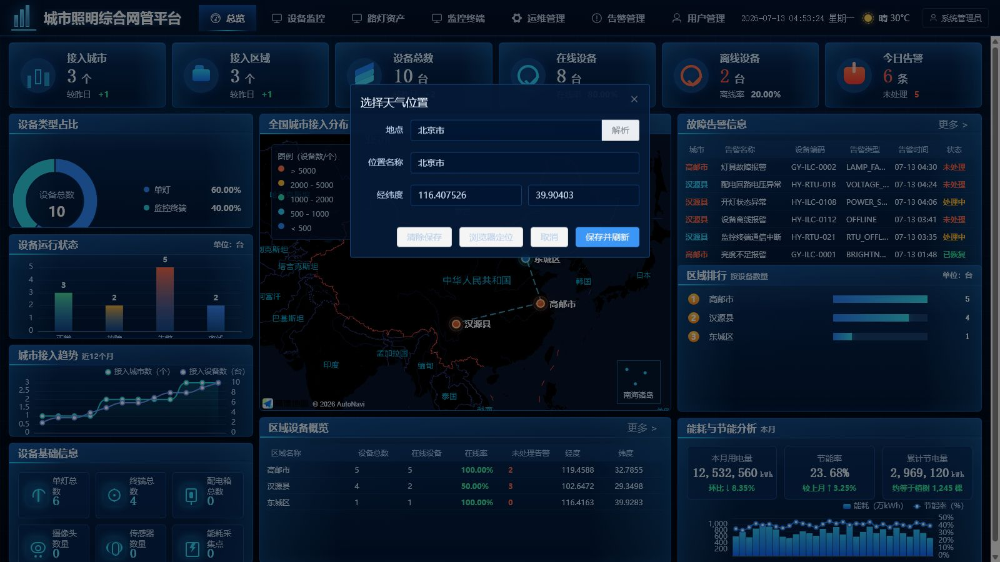 城市照明综合网管平台
总览
设备监控
路灯资产
监控终端
运维管理
告警管理
用户管理
2026-07-13 04:53:24 星期一
晴 30°C
系统管理员
接入城市
3 个
较昨日 +1
接入区域
3 个
较昨日 +1
设备总数
10 台
在线设备
8 台
离线设备
2 台
离线率 20.00%
今日告警
6 条
未处理 5
设备类型占比
设备总数
10
单灯 60.00%
监控终端 40.00%
设备运行状态
单位: 台
5
4
3
2
1
0
3
2
5
2
城市接入趋势 近12个月
接入城市数（个）
接入设备数（台）
3
2.5
2
1.5
1
0.5
0
10
8
6
4
2
0
设备基础信息
单灯总数
6
终端总数
4
配电箱总数
0
摄像头数量
0
传感器数量
0
能耗采集点
0
全国城市接入分布
图例（设备数/个）
> 5000
2000 - 5000
1000 - 2000
500 - 1000
< 500
塔吉克斯坦
巴基斯坦
印度
孟加拉国
缅甸
泰国
越南
中华人民共和国
韩国
日本
东城区
高邮市
汉源县
南海诸岛
© 2026 AutoNavi
选择天气位置
地点
北京市
解析
位置名称
北京市
经纬度
116.407526
39.90403
清除保存
浏览器定位
取消
保存并刷新
区域设备概览
更多 >
区域名称 设备总数 在线设备 在线率 未处理告警 经度 纬度
高邮市 5 5 100.00% 2 119.4588 32.7855
汉源县 4 2 50.00% 3 102.6472 29.3498
东城区 1 1 100.00% 0 116.4163 39.9283
故障告警信息
更多 >
城市 告警名称 设备编码 告警类型 告警时间 状态
高邮市 灯具故障报警 GY-ILC-0002 LAMP_FA... 07-13 04:30 未处理
汉源县 配电回路电压异常 HY-RTU-018 VOLTAGE_... 07-13 04:24 未处理
汉源县 开灯状态异常 HY-ILC-0108 POWER_S... 07-13 04:06 处理中
汉源县 设备离线报警 HY-ILC-0112 OFFLINE 07-13 03:41 未处理
汉源县 监控终端通信中断 HY-RTU-021 RTU_OFFL... 07-13 03:35 处理中
高邮市 亮度不足报警 GY-ILC-0001 BRIGHTN... 07-13 01:48 已恢复
区域排行 按设备数量
单位: 台
1 高邮市 5
2 汉源县 4
3 东城区 1
能耗与节能分析 本月
本月用电量
12,532,560 kWh
环比↓8.35%
节能率
23.68%
较上月↑3.25%
累计节电量
2,969,120 kWh
约等于植树 1,245 棵
能耗（万kWh）
节能率（%）
1,000
800
600
400
200
50%
40%
30%
20%
10%
0%